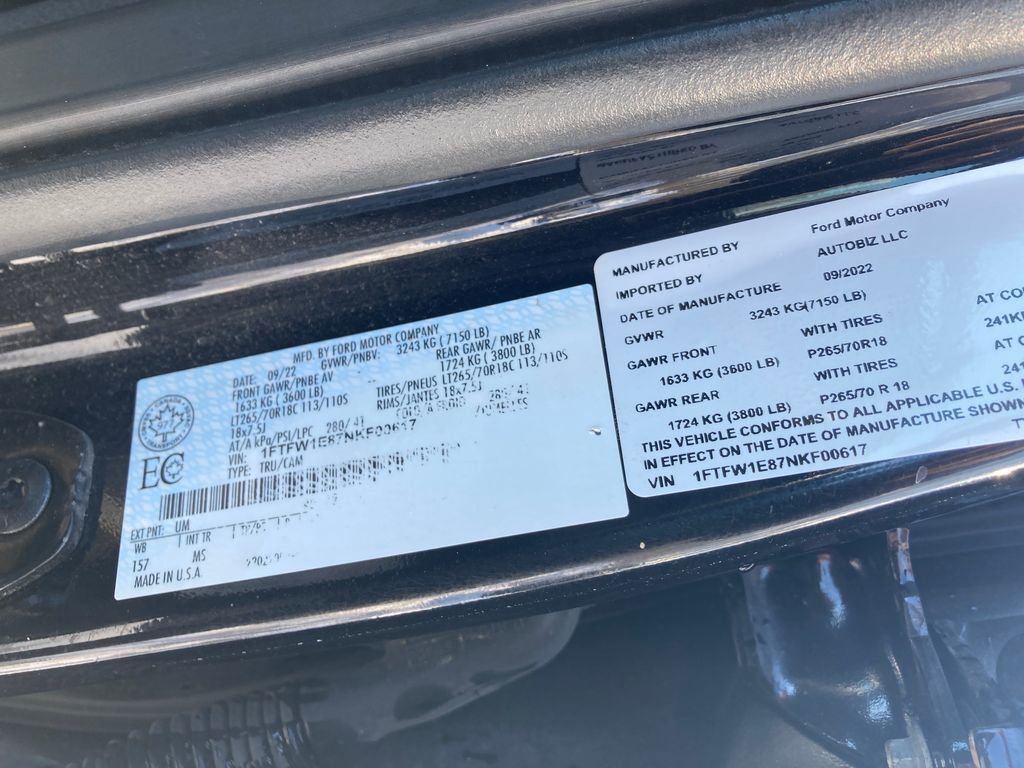 MFD. BY FORD MOTOR COMPANY
DATE: 09/22 GVWR/PNBV: 3243 KG ( 7150 LB)
FRONT GAWR/PNBE AV REAR GAWR/ PNBE AR
1633 KG ( 3600 LB) 1724 KG ( 3800 LB)
LT265/70R18C 113/110S TIRES/PNEUS LT265/70R18C 113/110S
18x7.5J RIMS/JANTES 18x7.5J
AT/A kPa/PSI/LPC 280/ 41
VIN: 1FTFW1E87NKF00617
TYPE: TRU/CAM
EC
EXT PNT: UM
WB INT TR
157 MS
MADE IN U.S.A.
MANUFACTURED BY Ford Motor Company
IMPORTED BY AUTOBIZ LLC
DATE OF MANUFACTURE 09/2022
GVWR 3243 KG(7150 LB)
GAWR FRONT WITH TIRES
1633 KG (3600 LB) P265/70R18
GAWR REAR WITH TIRES
1724 KG (3800 LB) P265/70 R 18
THIS VEHICLE CONFORMS TO ALL APPLICABLE U.S.
IN EFFECT ON THE DATE OF MANUFACTURE SHOWN
VIN 1FTFW1E87NKF00617